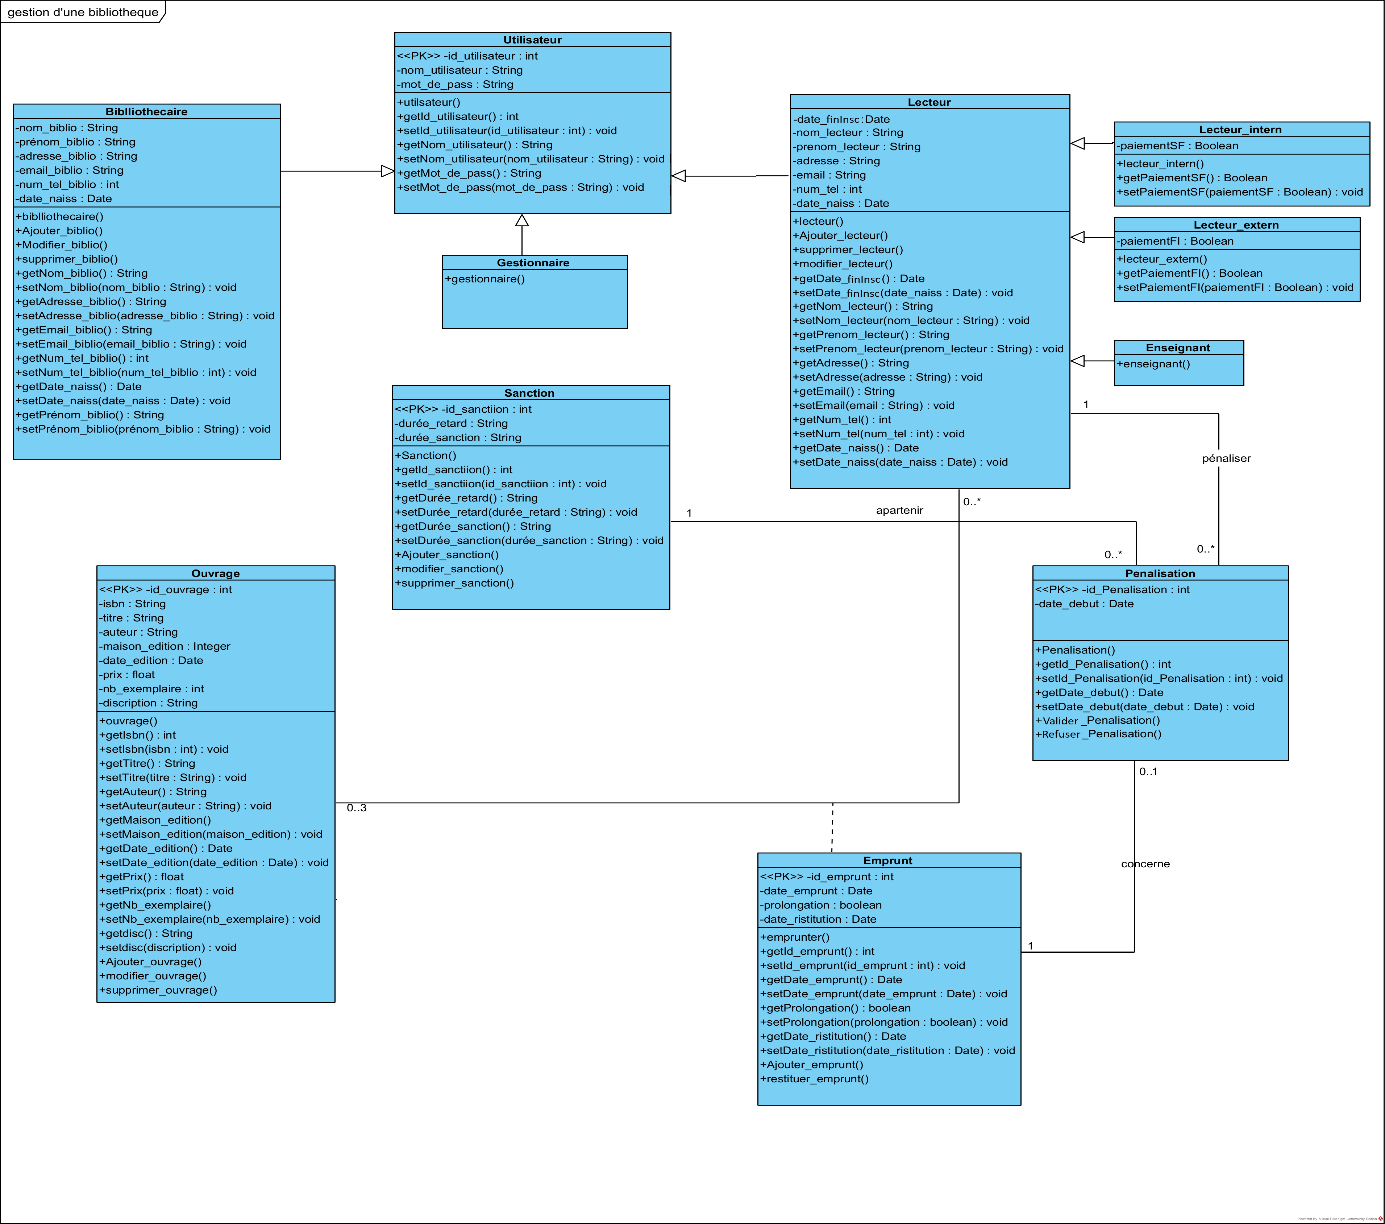 gestion d'une bibliotheque
Utilisateur
<<PK>> -id_utilisateur : int
-nom_utilisateur : String
-mot_de_pass : String
+utilsateur()
+getId_utilisateur() : int
+setId_utilisateur(id_utilisateur : int) : void
+getNom_utilisateur()
+setNom_utilisateur(nom_utilisateur : String) : void
+getMot_de_pass() : String
+setMot_de_pass(mot_de_pass : String) : void
Biblliothecaire
-nom_biblio : String
-prénom_biblio : String
-adresse_biblio : String
-email_biblio : String
-num_tel_biblio : int
-date_naiss : Date
+biblliothecaire()
+Ajouter_biblio()
+Modifier_biblio()
+supprimer_biblio()
+getNom_biblio() : String
+setNom_biblio(nom_biblio : String) : void
+getAdresse_biblio() : String
+setAdresse_biblio(adresse_biblio : String) : void
+getEmail_biblio() : String
+setEmail_biblio(email_biblio : String) : void
+getNum_tel_biblio() : int
+setNum_tel_biblio(num_tel_biblio : int) : void
+getDate_naiss() : Date
+setDate_naiss(date_naiss : Date) : void
+getPrénom_biblio() : String
+setPrénom_biblio(prénom_biblio : String) : void
Gestionnaire
+gestionnaire()
Lecteur
-date_finInsc:Date
-nom_lecteur : String
-prenom_lecteur : String
-adresse : String
-email : String
-num_tel : int
-date_naiss : Date
+lecteur()
+Ajouter_lecteur()
+supprimer_lecteur()
+modifier_lecteur()
+getDate_finInsc() : Date
+setDate_finInsc(date_naiss : Date) : void
+getNom_lecteur() : String
+setNom_lecteur(nom_lecteur : String) : void
+getPrenom_lecteur() : String
+setPrenom_lecteur(prenom_lecteur : String) : void
+getAdresse() : String
+setAdresse(adresse : String) : void
+getEmail() : String
+setEmail(email : String) : void
+getNum_tel() : int
+setNum_tel(num_tel : int) : void
+getDate_naiss() : Date
+setDate_naiss(date_naiss : Date) : void
Lecteur_intern
-paiementSF : Boolean
+lecteur_intern()
+getPaiementSF() : Boolean
+setPaiementSF(paiementSF : Boolean) : void
Lecteur_extern
-paiementFI : Boolean
+lecteur_extern()
+getPaiementFI() : Boolean
+setPaiementFI(paiementFI : Boolean) : void
Enseignant
+enseignant()
1
pénaliser
0..*
Sanction
<<PK>> -id_sanctiion : int
-durée_retard : String
-durée_sanction : String
+Sanction()
+getId_sanctiion() : int
+setId_sanctiion(id_sanctiion : int) : void
+getDurée_retard() : String
+setDurée_retard(durée_retard : String) : void
+getDurée_sanction() : String
+setDurée_sanction(durée_sanction : String) : void
+Ajouter_sanction()
+modifier_sanction()
+supprimer_sanction()
1
apartenir
0..*
0..*
Penalisation
<<PK>> -id_Penalisation : int
-date_debut : Date
+Penalisation()
+getId_Penalisation() : int
+setId_Penalisation(id_Penalisation : int) : void
+getDate_debut() : Date
+setDate_debut(date_debut : Date) : void
+Valider _Penalisation()
+Refuser _Penalisation()
0..1
concerne
1
Ouvrage
<<PK>> -id_ouvrage : int
-isbn : String
-titre : String
-auteur : String
-maison_edition : Integer
-date_edition : Date
-prix : float
-nb_exemplaire : int
-discription : String
+ouvrage()
+getIsbn() : int
+setIsbn(isbn : int) : void
+getTitre() : String
+setTitre(titre : String) : void
+getAuteur() : String
+setAuteur(auteur : String) : void
+getMaison_edition()
+setMaison_edition(maison_edition) : void
+getDate_edition() : Date
+setDate_edition(date_edition : Date) : void
+getPrix() : float
+setPrix(prix : float) : void
+getNb_exemplaire()
+setNb_exemplaire(nb_exemplaire) : void
+getdisc() : String
+setdisc(discription) : void
+Ajouter_ouvrage()
+modifier_ouvrage()
+supprimer_ouvrage()
0..3
Emprunt
<<PK>> -id_emprunt : int
-date_emprunt : Date
-prolongation : boolean
-date_ristitution : Date
+emprunter()
+getId_emprunt() : int
+setId_emprunt(id_emprunt : int) : void
+getDate_emprunt() : Date
+setDate_emprunt(date_emprunt : Date) : void
+getProlongation() : boolean
+setProlongation(prolongation : boolean) : void
+getDate_ristitution() : Date
+setDate_ristitution(date_ristitution : Date) : void
+Ajouter_emprunt()
+restituer_emprunt()